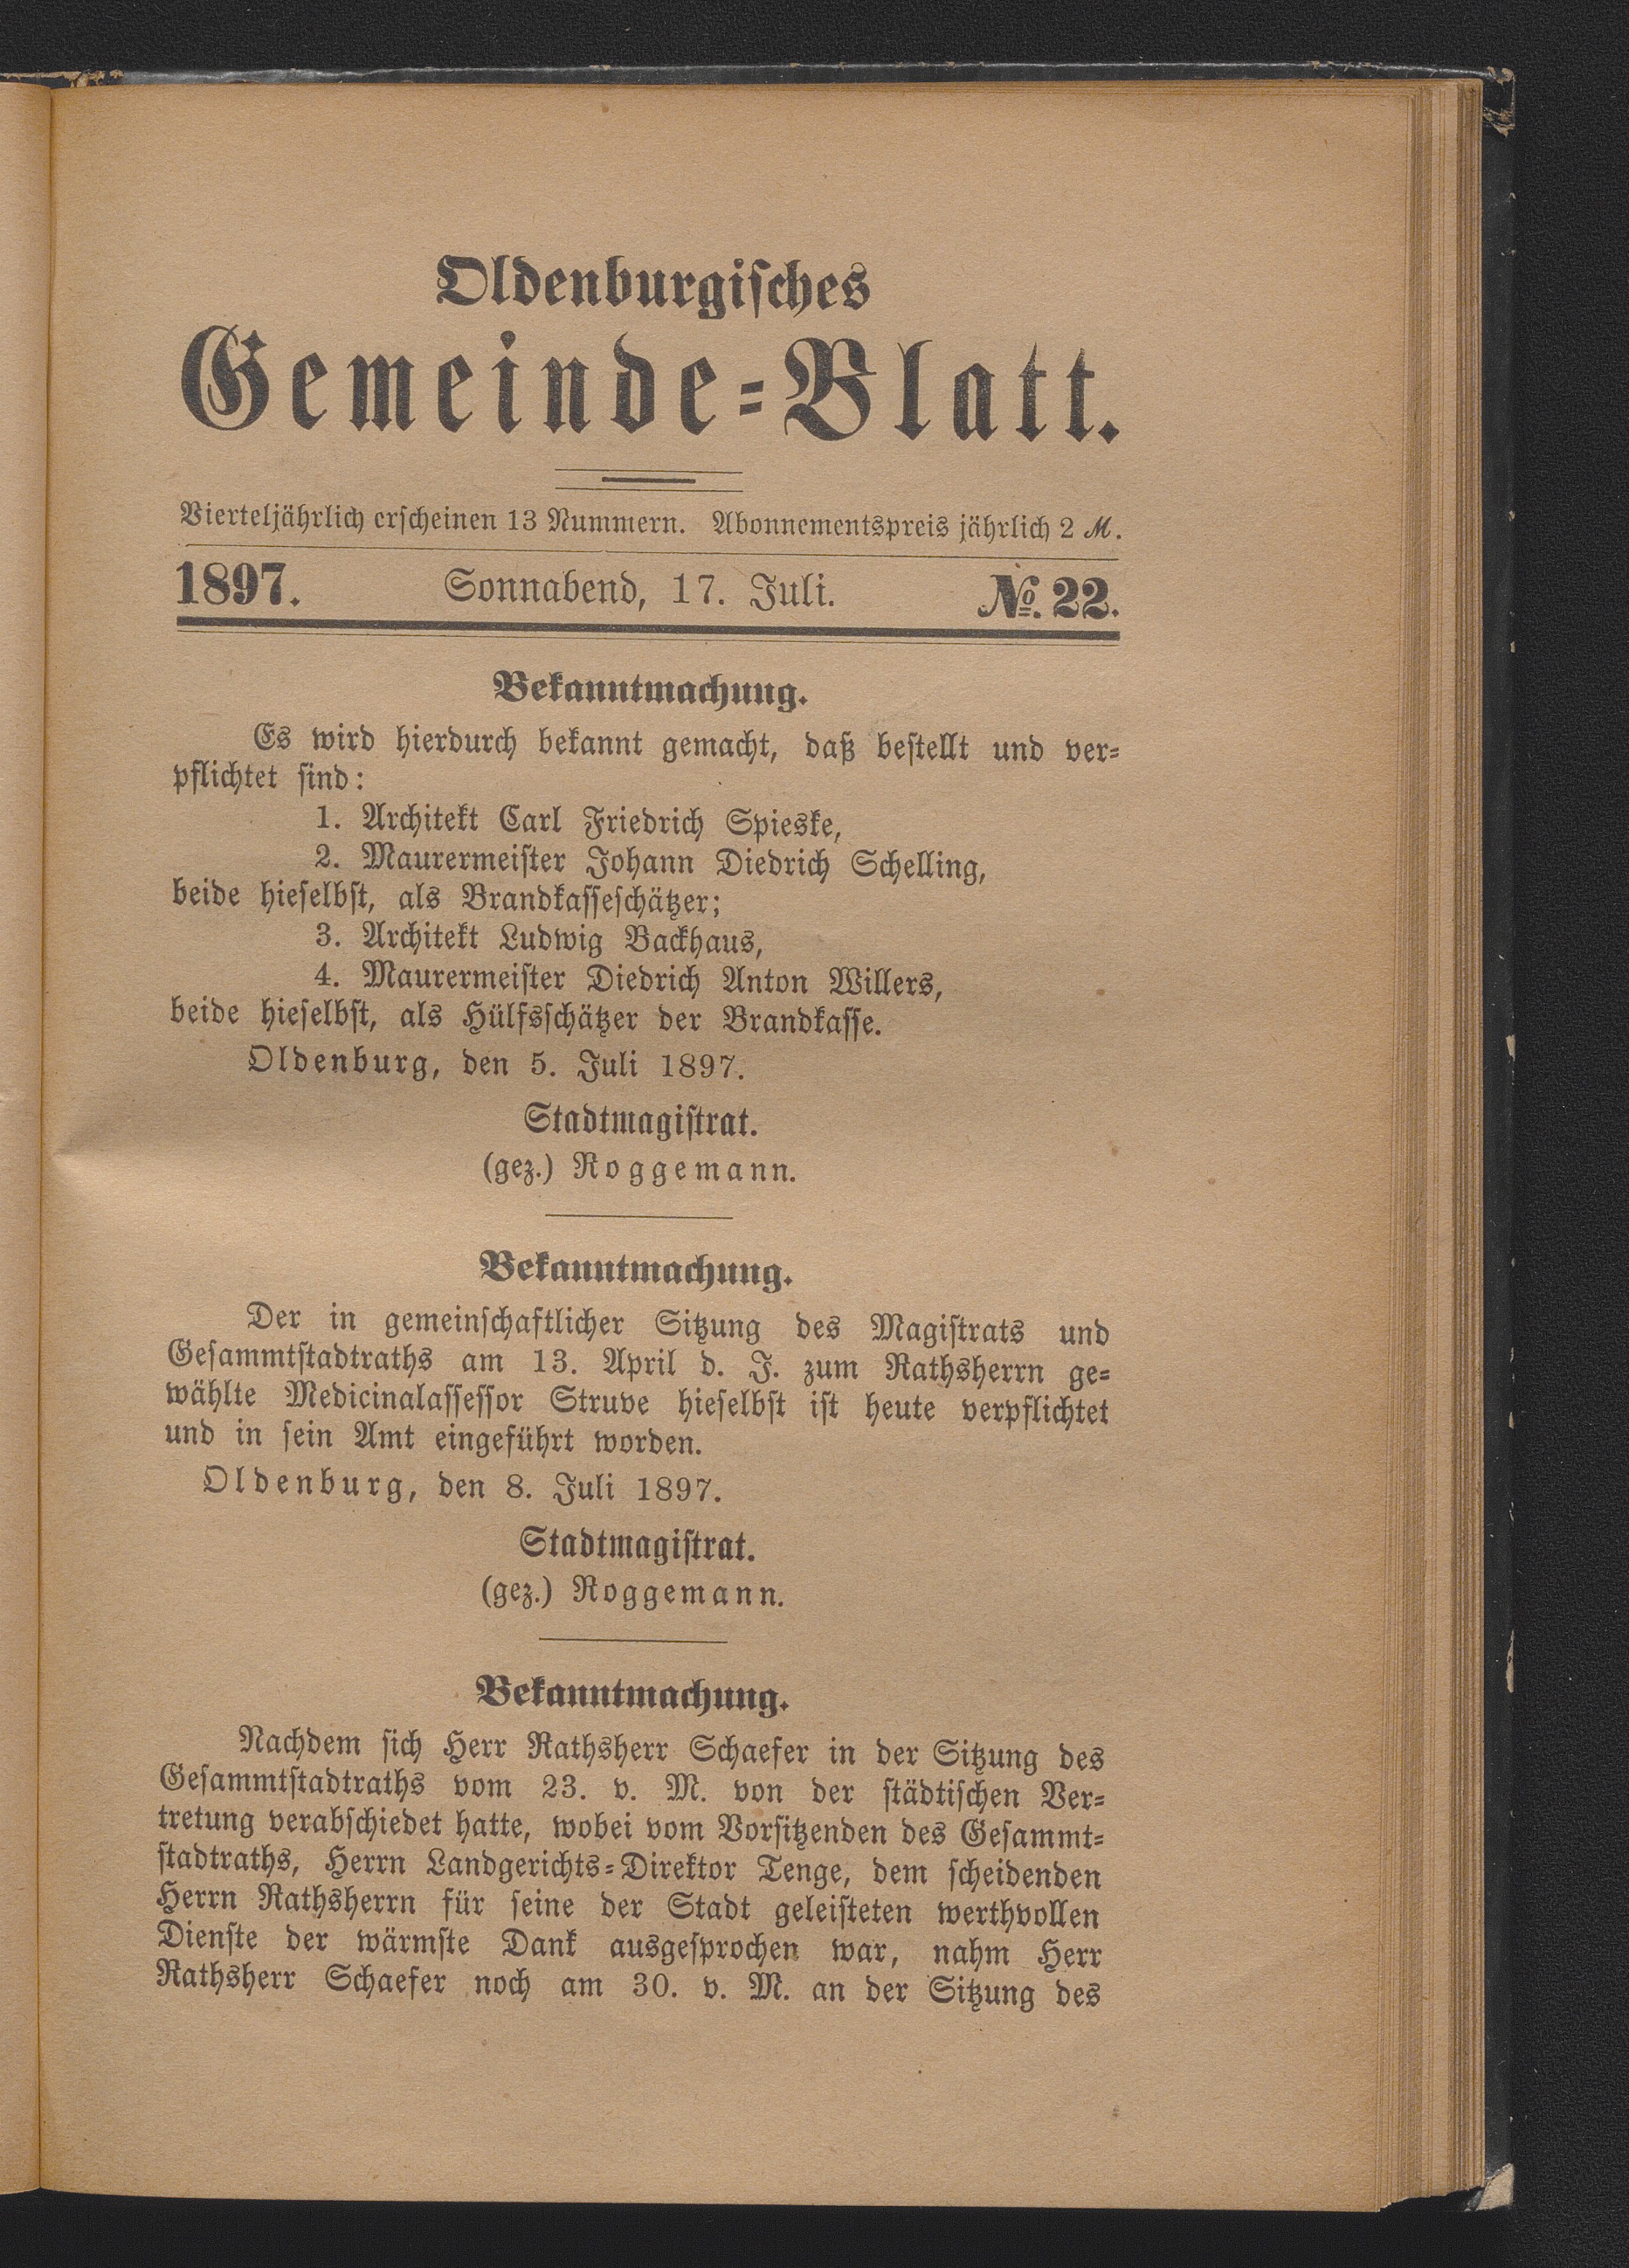 Oldenburgisches
Gemeinde-Blatt.
Vierteljährlich erscheinen 13 Nummern. Abonnementspreis jährlich 2 M.
1897. Sonnabend, 17. Juli. No. 22.
Bekanntmachung.
Es wird hierdurch bekannt gemacht, daß bestellt und ver-
pflichtet sind:
1. Architekt Carl Friedrich Spieske,
2. Maurermeister Johann Diedrich Schelling,
beide hieselbst, als Brandkasseschätzer;
3. Architekt Ludwig Backhaus,
4. Maurermeister Diedrich Anton Willers,
beide hieselbst, als Hülfsschätzer der Brandkasse.
Oldenburg, den 5. Juli 1897.
Stadtmagistrat.
(gez.) Roggemann.
Bekanntmachung.
Der in gemeinschaftlicher Sitzung des Magistrats und
Gesammtstadtraths am 13. April d. J. zum Rathsherrn ge-
wählte Medicinalassessor Struve hieselbst ist heute verpflichtet
und in sein Amt eingeführt worden.
Oldenburg, den 8. Juli 1897.
Stadtmagistrat.
(gez.) Roggemann.
Bekanntmachung.
Nachdem sich Herr Rathsherr Schaefer in der Sitzung des
Gesammtstadtraths vom 23. v. M. von der städtischen Ver-
tretung verabschiedet hatte, wobei vom Vorsitzenden des Gesammt-
stadtraths, Herrn Landgerichts-Direktor Tenge, dem scheidenden
Herrn Rathsherrn für seine der Stadt geleisteten werthvollen
Dienste der wärmste Dank ausgesprochen war, nahm Herr
Rathsherr Schaefer noch am 30. v. M. an der Sitzung des